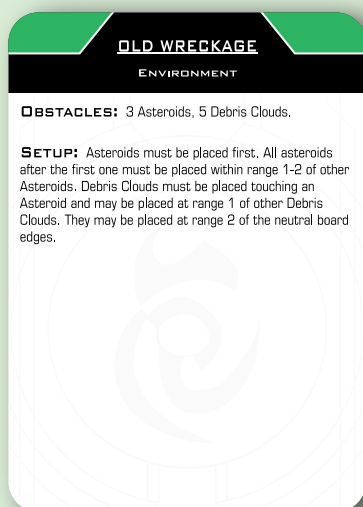 OLD WRECKAGE
ENVIRONMENT
OBSTACLES: 3 Asteroids, 5 Debris Clouds.
SETUP: Asteroids must be placed first. All asteroids
after the first one must be placed within range 1-2 of other
Asteroids. Debris Clouds must be placed touching an
Asteroid and may be placed at range 1 of other Debris
Clouds. They may be placed at range 2 of the neutral board
edges.